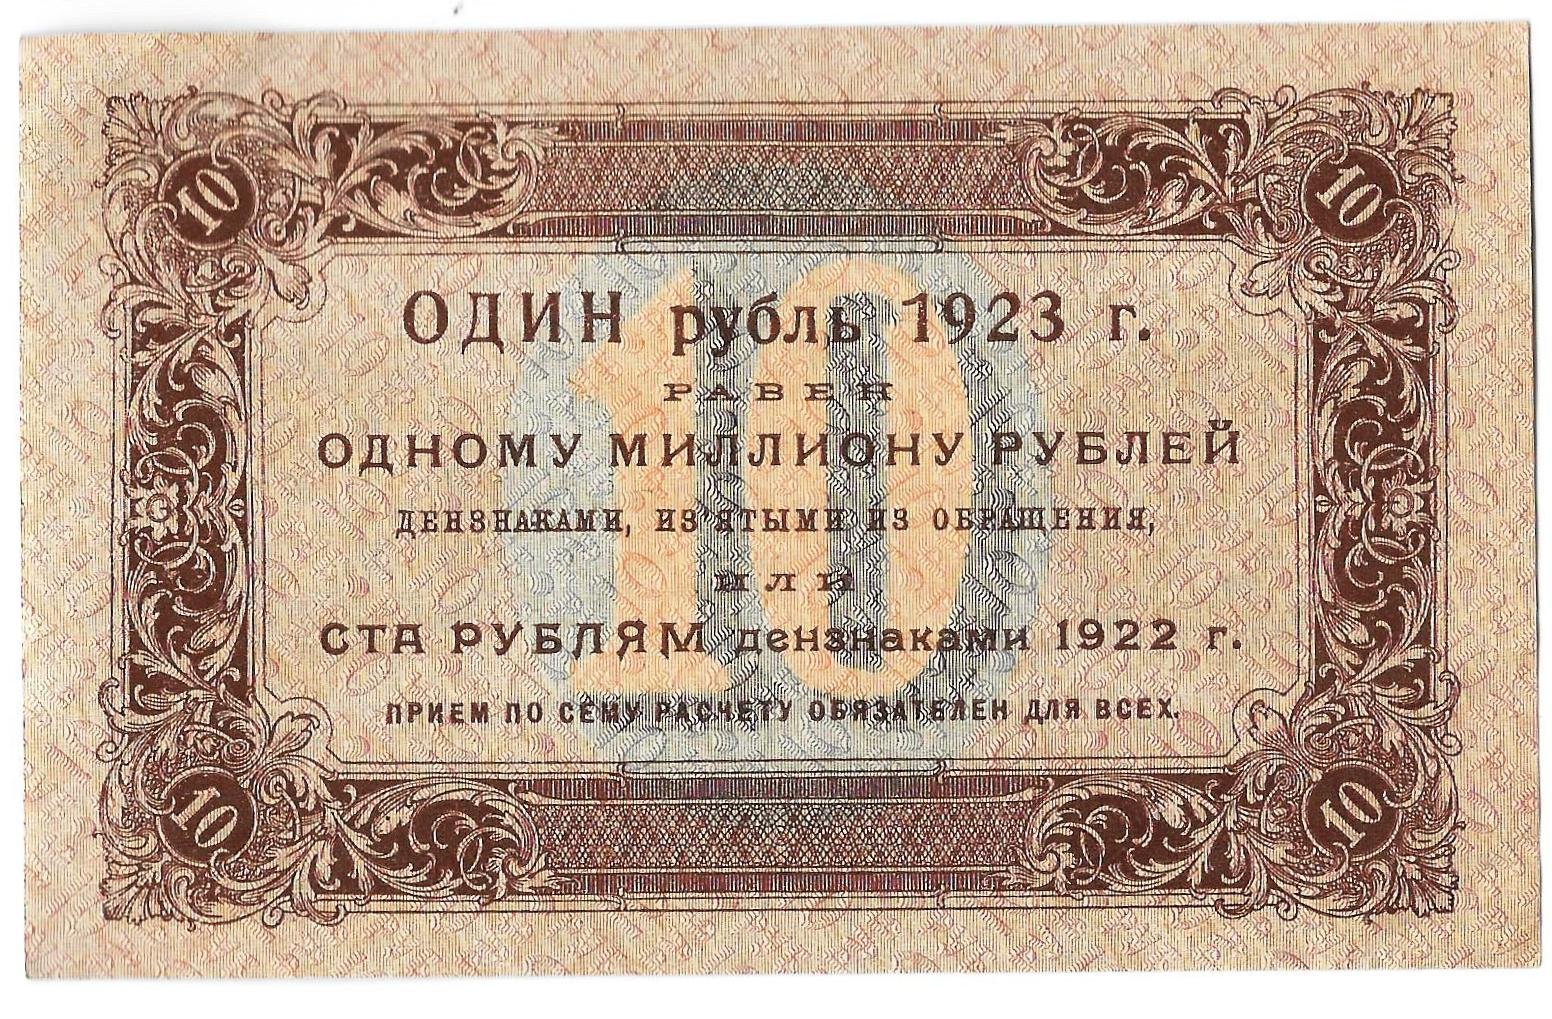 10 10
ОДИН рубль 1923 г.
РАВЕН
ОДНОМУ МИЛЛИОНУ РУБЛЕЙ
ДЕНЗНАКАМИ, ИЗ'ЯТЫМИ ИЗ ОБРАЩЕНИЯ,
ИЛИ
СТА РУБЛЯМ дензнаками 1922 г.
ПРИЕМ ПО СЕМУ РАСЧЕТУ ОБЯЗАТЕЛЕН ДЛЯ ВСЕХ.
10
10 10